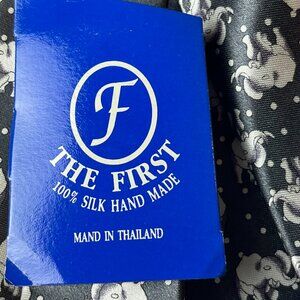 F
THE FIRST
100% SILK HAND MADE
MAND IN THAILAND